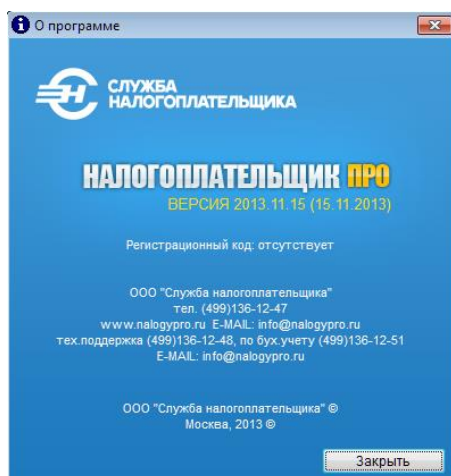 О программе
СЛУЖБА
НАЛОГОПЛАТЕЛЬЩИКА
НАЛОГОПЛАТЕЛЬЩИК ПРО
ВЕРСИЯ 2013.11.15 (15.11.2013)
Регистрационный код: отсутствует
ООО "Служба налогоплательщика"
тел. (499)136-12-47
www.nalogypro.ru E-MAIL: info@nalogypro.ru
тех.поддержка (499)136-12-48, по бух.учету (499)136-12-51
E-MAIL: info@nalogypro.ru
ООО "Служба налогоплательщика" ©
Москва, 2013 ©
Закрыть